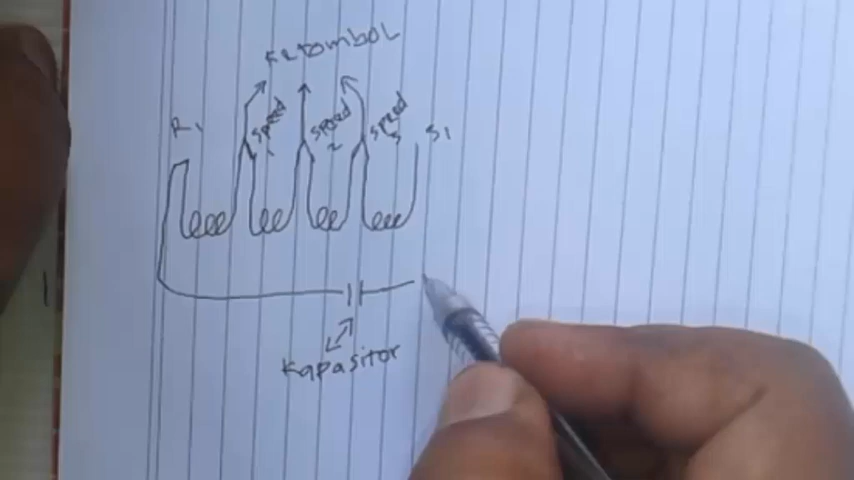 Ketombol
R1
Speed 1
Speed 2
Speed 3
S1
Kapasitor